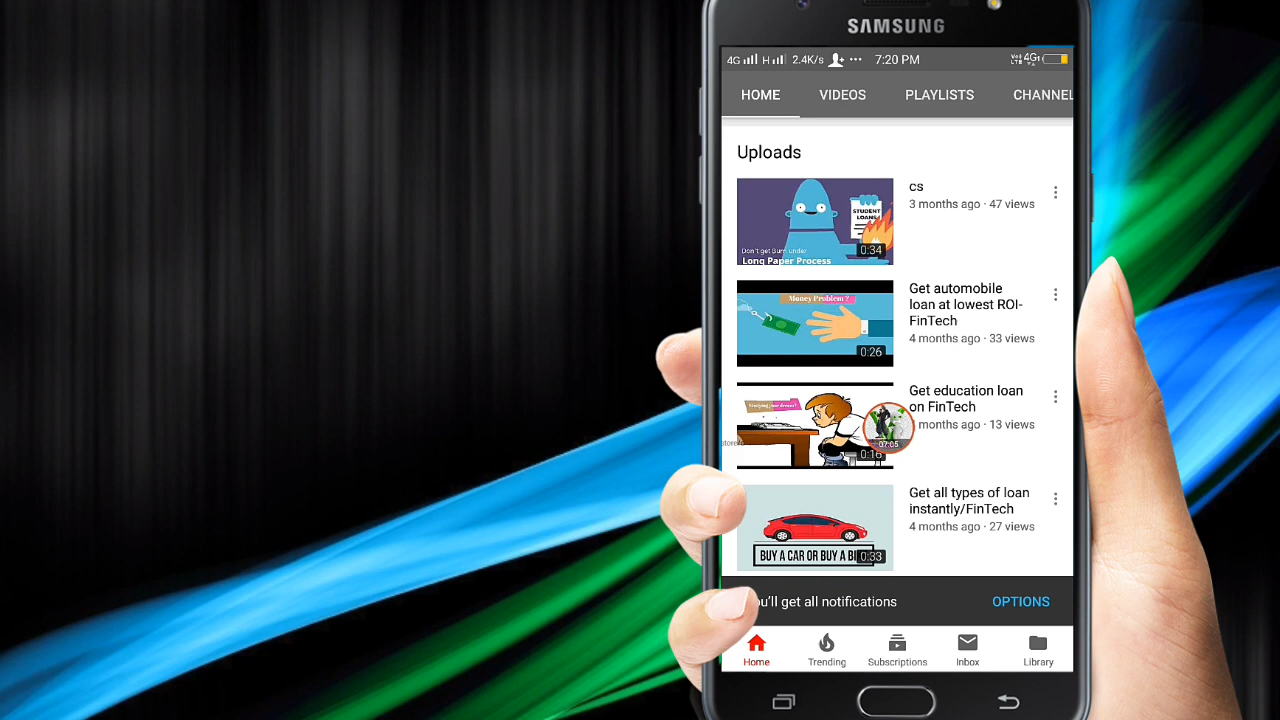 SAMSUNG
4G H 2.4K/s ... 7:20 PM VoLTE 4G
HOME VIDEOS PLAYLISTS CHANNEL
Uploads
STUDENT
LOANS
Don't get Burn under
Long Paper Process
0:34
cs
3 months ago · 47 views
Money Problem ?
0:26
Get automobile
loan at lowest ROI-
FinTech
4 months ago · 33 views
0:16
07:05
Get education loan
on FinTech
months ago · 13 views
BUY A CAR OR BUY A
0:33
Get all types of loan
instantly/FinTech
4 months ago · 27 views
You'll get all notifications OPTIONS
Home Trending Subscriptions Inbox Library